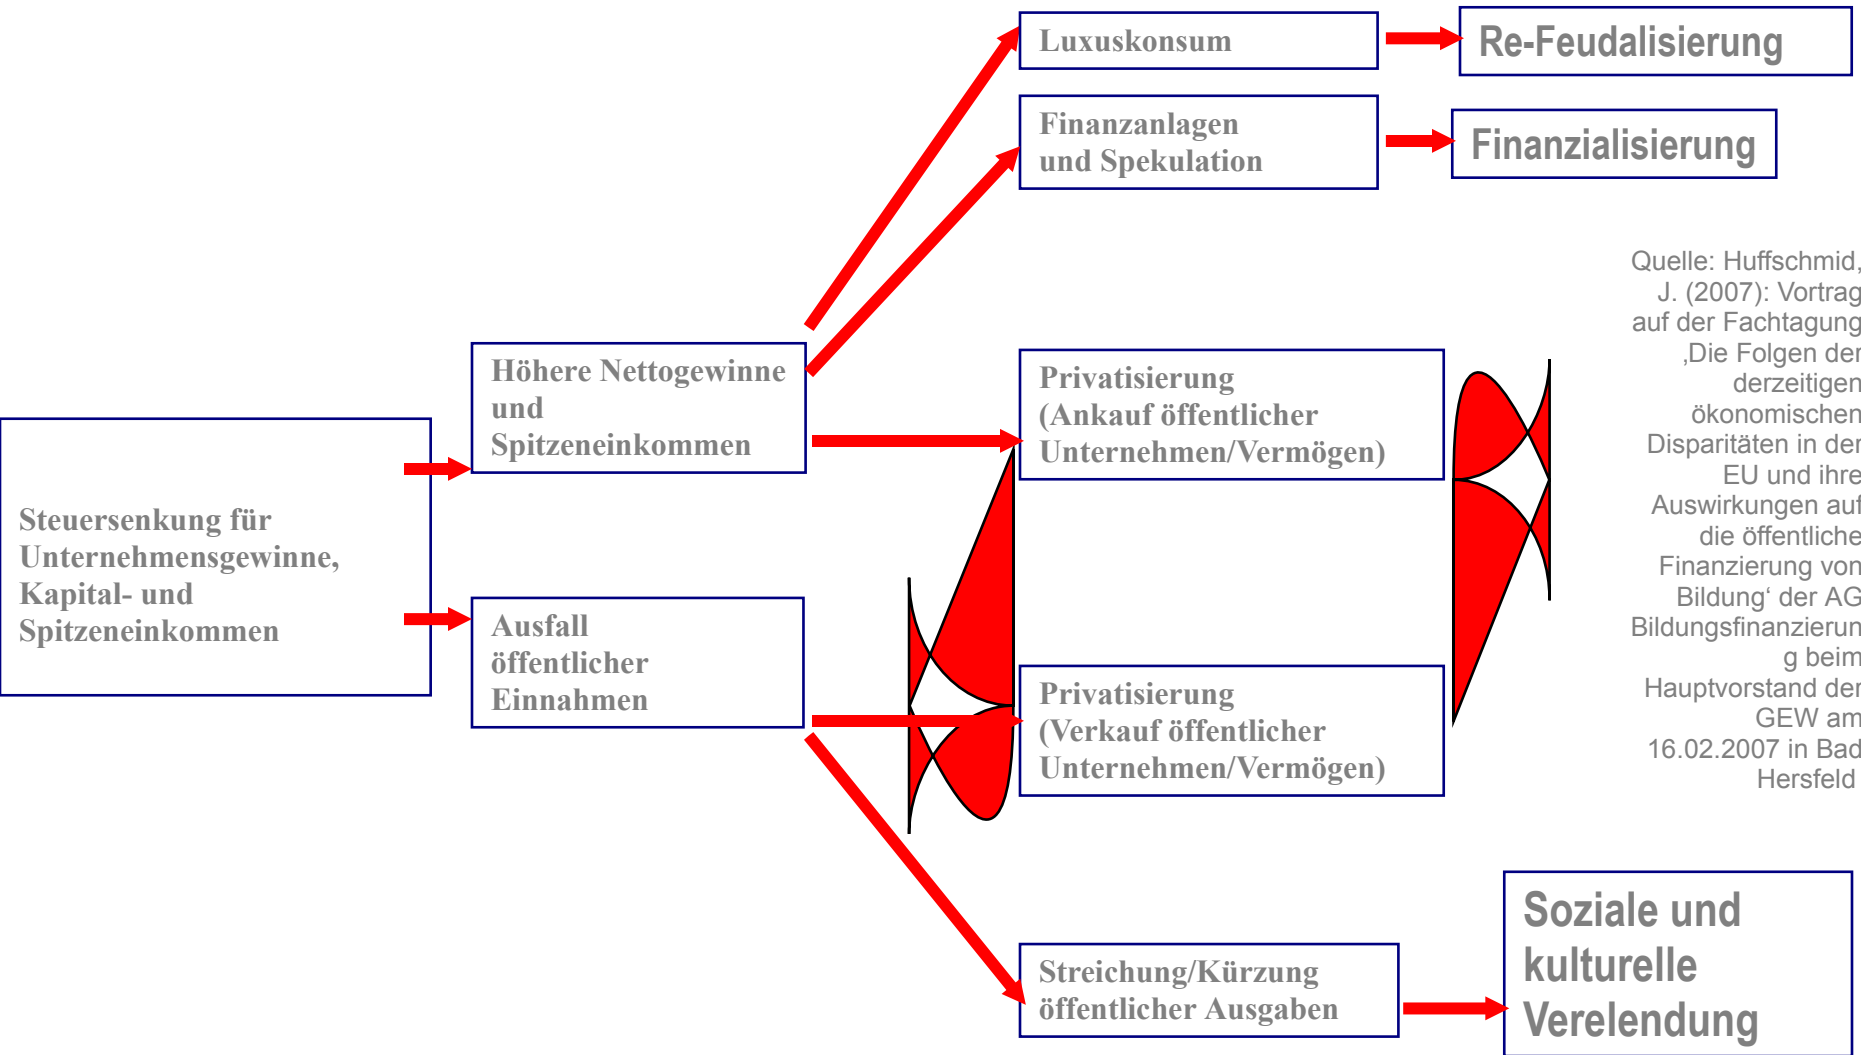 Luxuskonsum
Re-Feudalisierung
Finanzanlagen
und Spekulation
Finanzialisierung
Höhere Nettogewinne
und
Spitzeneinkommen
Privatisierung
(Ankauf öffentlicher
Unternehmen/Vermögen)
Steuersenkung für
Unternehmensgewinne,
Kapital- und
Spitzeneinkommen
Ausfall
öffentlicher
Einnahmen
Privatisierung
(Verkauf öffentlicher
Unternehmen/Vermögen)
Streichung/Kürzung
öffentlicher Ausgaben
Soziale und
kulturelle
Verelendung
Quelle: Huffschmid,
J. (2007): Vortrag
auf der Fachtagung
‚Die Folgen der
derzeitigen
ökonomischen
Disparitäten in der
EU und ihre
Auswirkungen auf
die öffentliche
Finanzierung von
Bildung‘ der AG
Bildungsfinanzierun
g beim
Hauptvorstand der
GEW am
16.02.2007 in Bad
Hersfeld